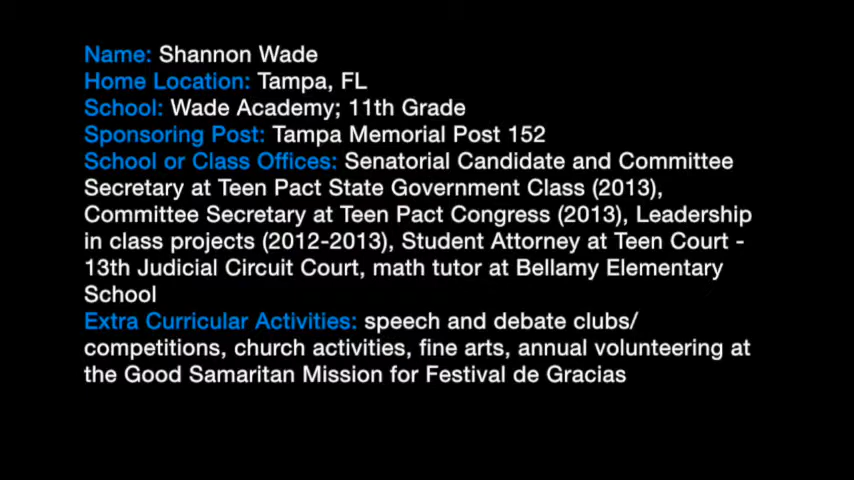 Name: Shannon Wade
Home Location: Tampa, FL
School: Wade Academy; 11th Grade
Sponsoring Post: Tampa Memorial Post 152
School or Class Offices: Senatorial Candidate and Committee
Secretary at Teen Pact State Government Class (2013),
Committee Secretary at Teen Pact Congress (2013), Leadership
in class projects (2012-2013), Student Attorney at Teen Court -
13th Judicial Circuit Court, math tutor at Bellamy Elementary
School
Extra Curricular Activities: speech and debate clubs/
competitions, church activities, fine arts, annual volunteering at
the Good Samaritan Mission for Festival de Gracias